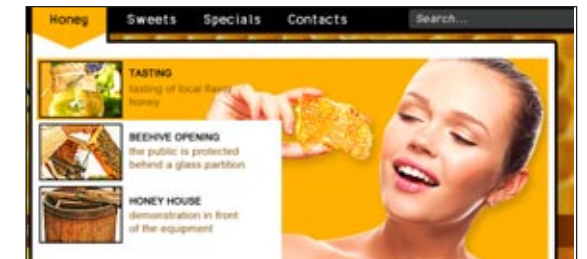 Honey Sweets Specials Contacts Search...
TASTING
tasting of local flavor
honey
BEEHIVE OPENING
the public is protected
behind a glass partition
HONEY HOUSE
demonstration in front
of the equipment